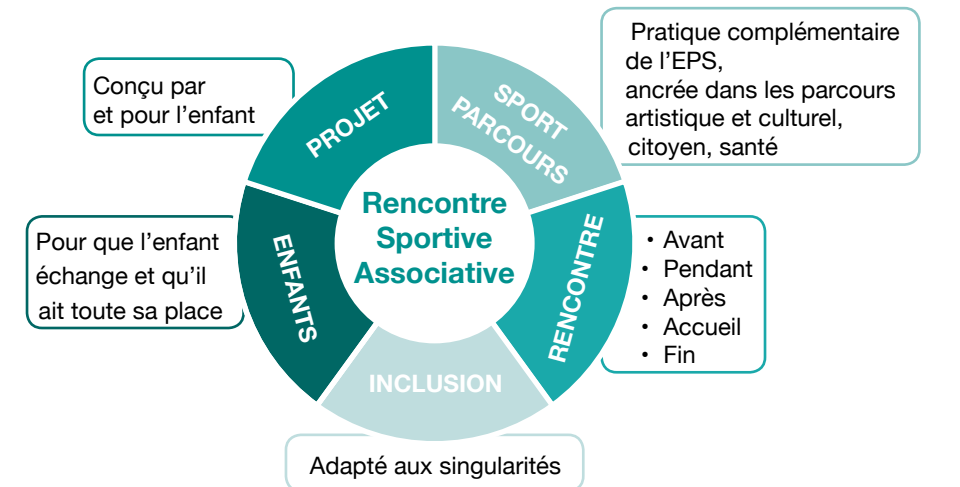 Conçu par
et pour l’enfant
PROJET
SPORT
PARCOURS
Pratique complémentaire
de l’EPS,
ancrée dans les parcours
artistique et culturel,
citoyen, santé
Rencontre
Sportive
Associative
Pour que l’enfant
échange et qu’il
ait toute sa place
ENFANTS
RENCONTRE
• Avant
• Pendant
• Après
• Accueil
• Fin
INCLUSION
Adapté aux singularités